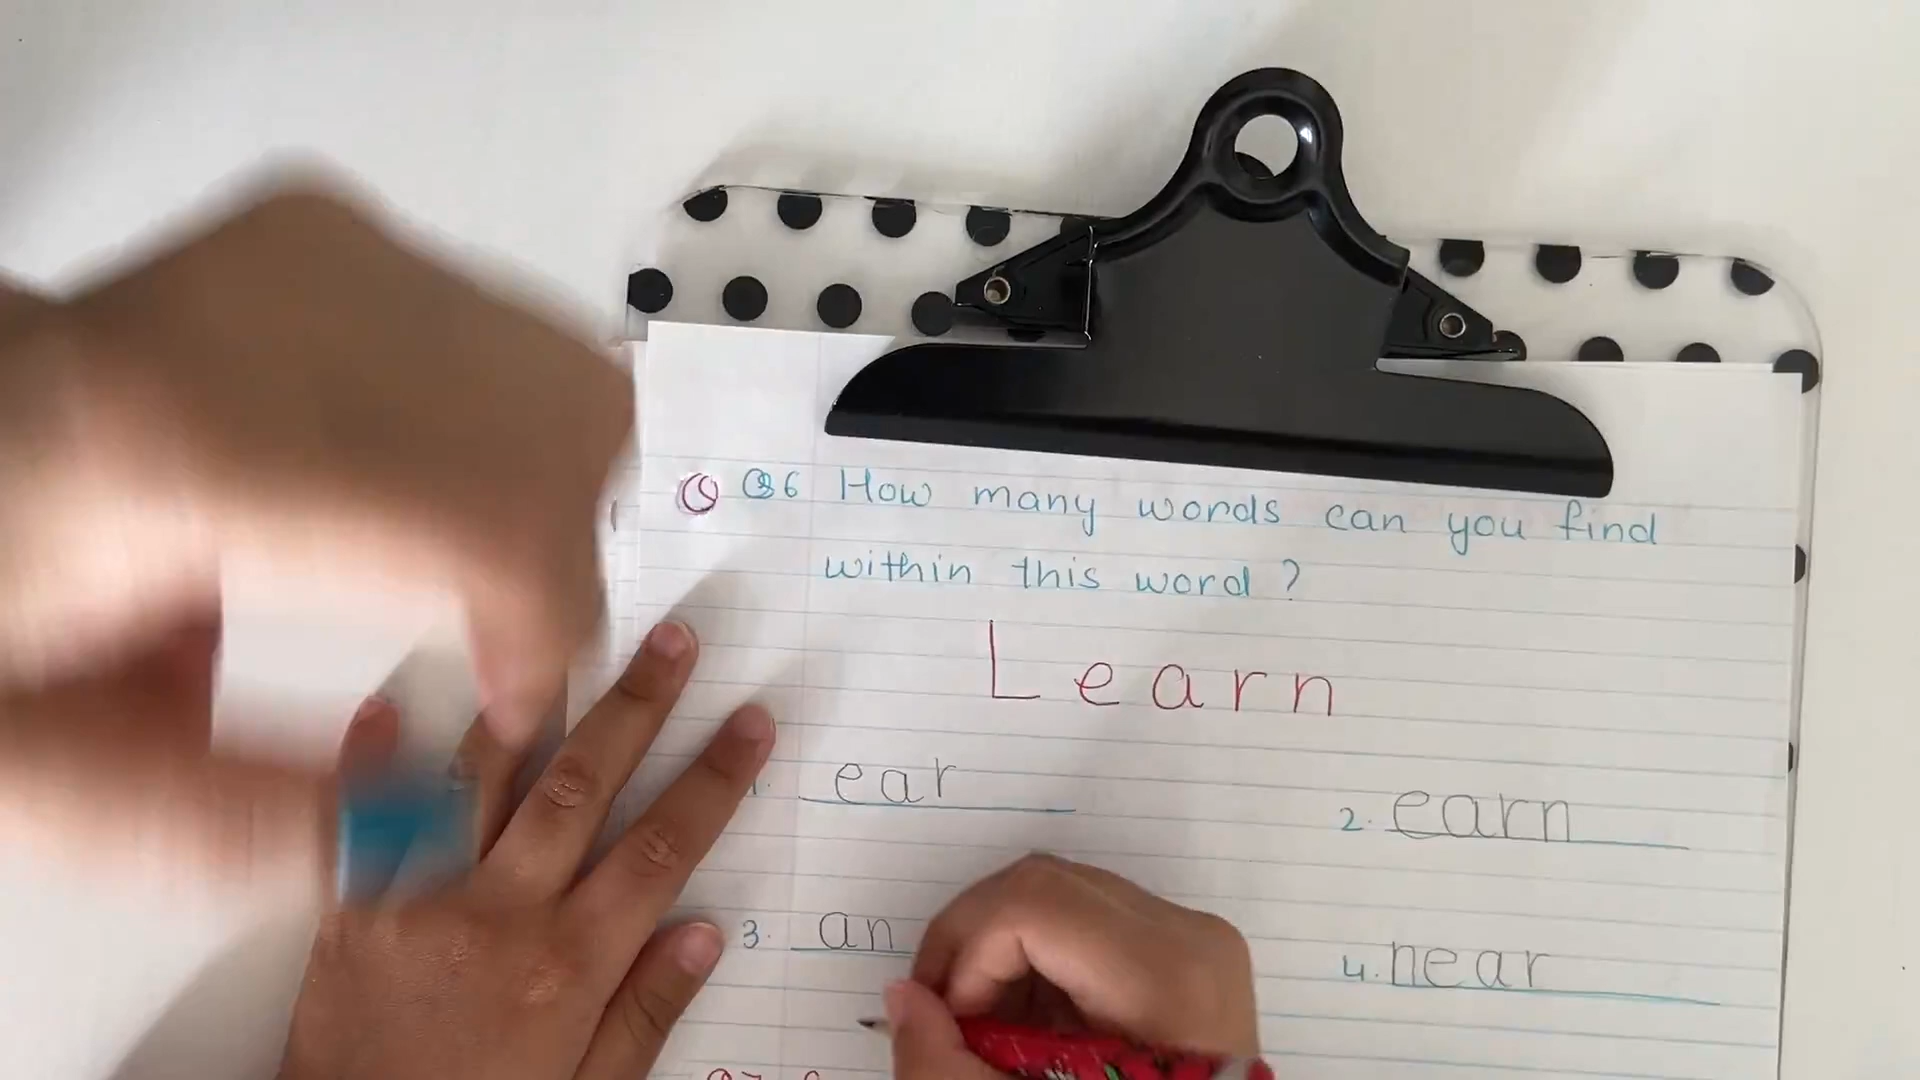 Q6 How many words can you find
within this word ?
Learn
1. ear
2. earn
3. an
4. near